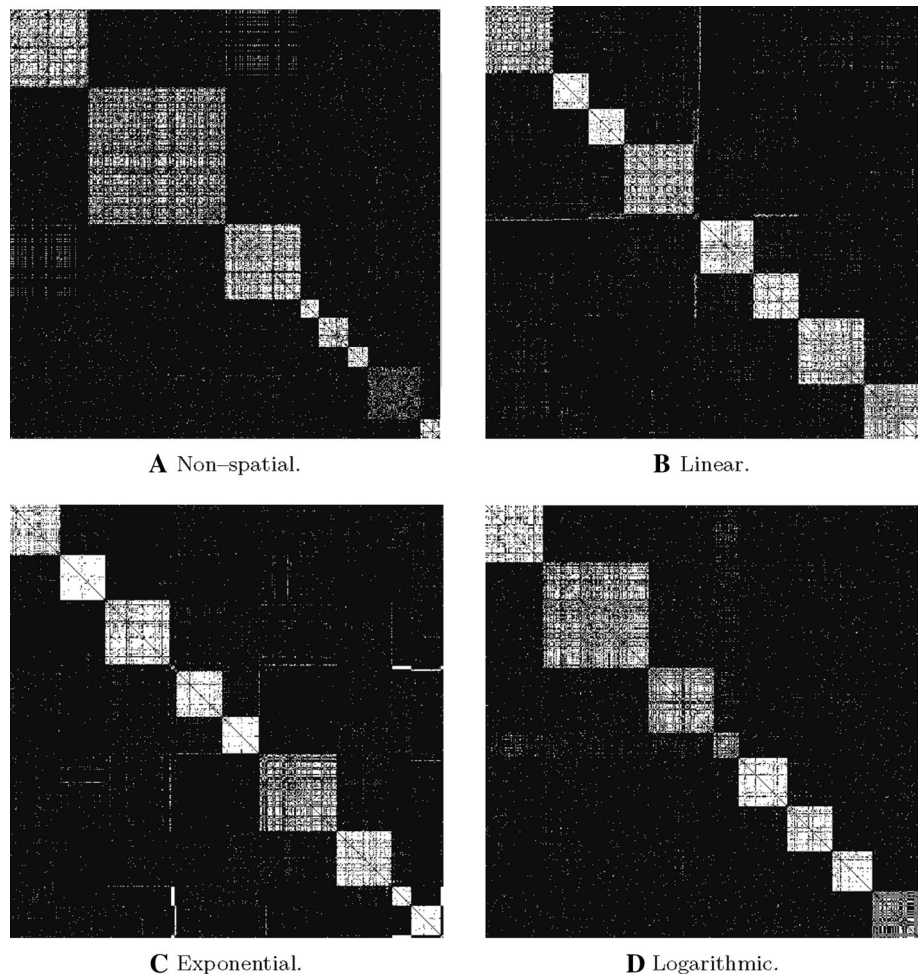 A Non–spatial.
B Linear.
C Exponential.
D Logarithmic.